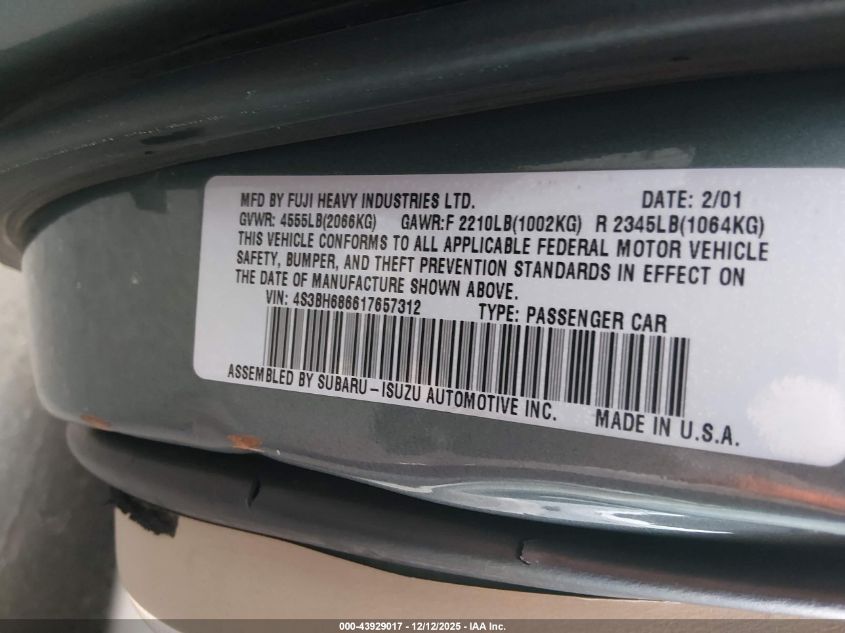 MFD BY FUJI HEAVY INDUSTRIES LTD. DATE: 2/01
GVWR: 4555LB(2066KG) GAWR:F 2210LB(1002KG) R 2345LB(1064KG)
THIS VEHICLE CONFORMS TO ALL APPLICABLE FEDERAL MOTOR VEHICLE
SAFETY, BUMPER, AND THEFT PREVENTION STANDARDS IN EFFECT ON
THE DATE OF MANUFACTURE SHOWN ABOVE.
VIN: 4S3BH686617657312 TYPE: PASSENGER CAR
ASSEMBLED BY SUBARU-ISUZU AUTOMOTIVE INC. MADE IN U.S.A.
000-43929017 - 12/12/2025 - IAA Inc.